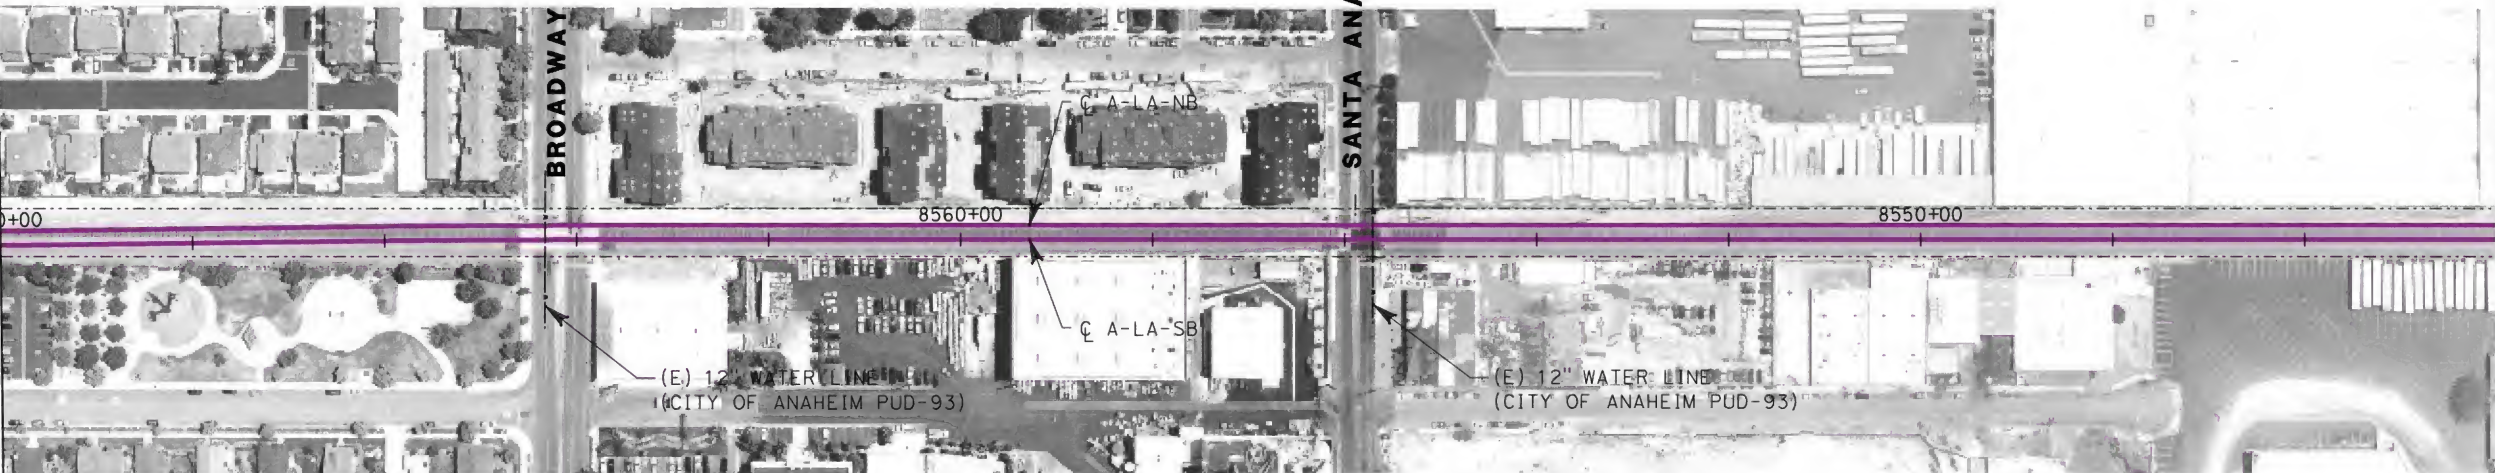 BROADWAY
SANTA ANA
℄ A-LA-NB
0+00
8560+00
8550+00
℄ A-LA-SB
(E) 12" WATER LINE
(CITY OF ANAHEIM PUD-93)
(E) 12" WATER LINE
(CITY OF ANAHEIM PUD-93)